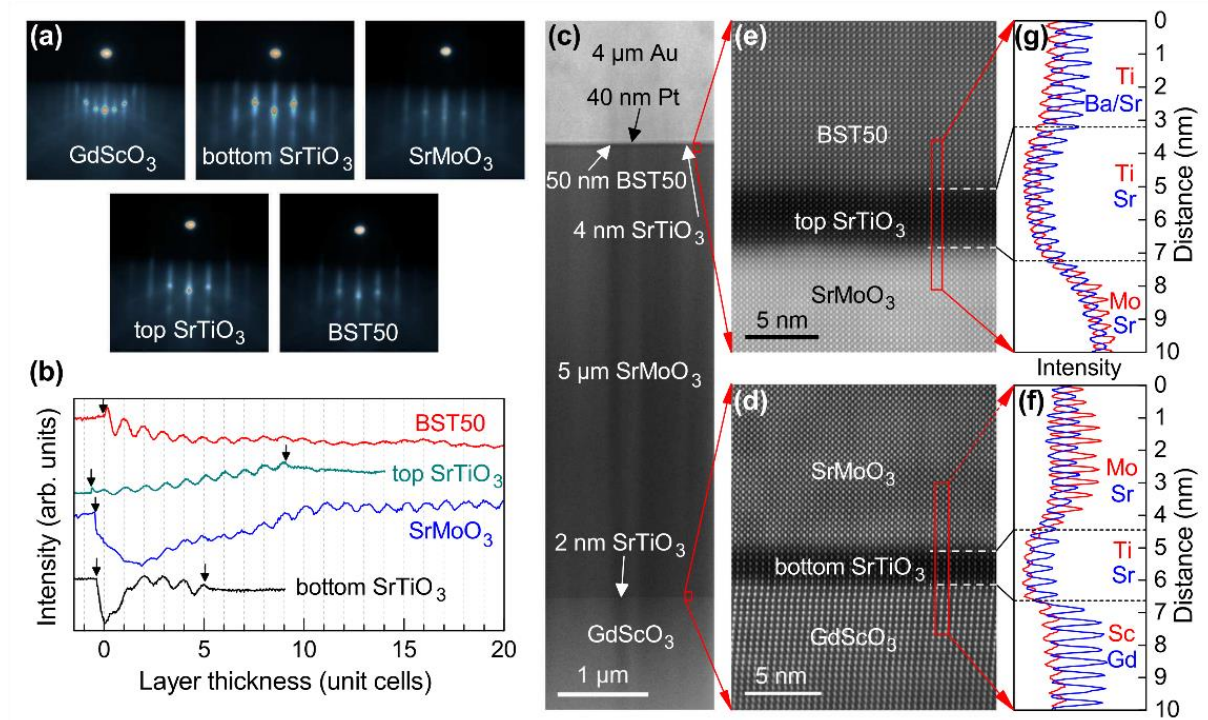 (a)
GdScO₃
bottom SrTiO₃
SrMoO₃
top SrTiO₃
BST50
(b)
Intensity (arb. units)
BST50
top SrTiO₃
SrMoO₃
bottom SrTiO₃
0 5 10 15 20
Layer thickness (unit cells)
(c)
4 µm Au
40 nm Pt
50 nm BST50
4 nm SrTiO₃
5 µm SrMoO₃
2 nm SrTiO₃
GdScO₃
1 µm
(e)
BST50
top SrTiO₃
SrMoO₃
5 nm
(g)
Ti
Ba/Sr
Ti
Sr
Mo
Sr
0
1
2
3
4
5
6
7
8
9
10
Distance (nm)
Intensity
(d)
SrMoO₃
bottom SrTiO₃
GdScO₃
5 nm
(f)
Mo
Sr
Ti
Sr
Sc
Gd
0
1
2
3
4
5
6
7
8
9
10
Distance (nm)